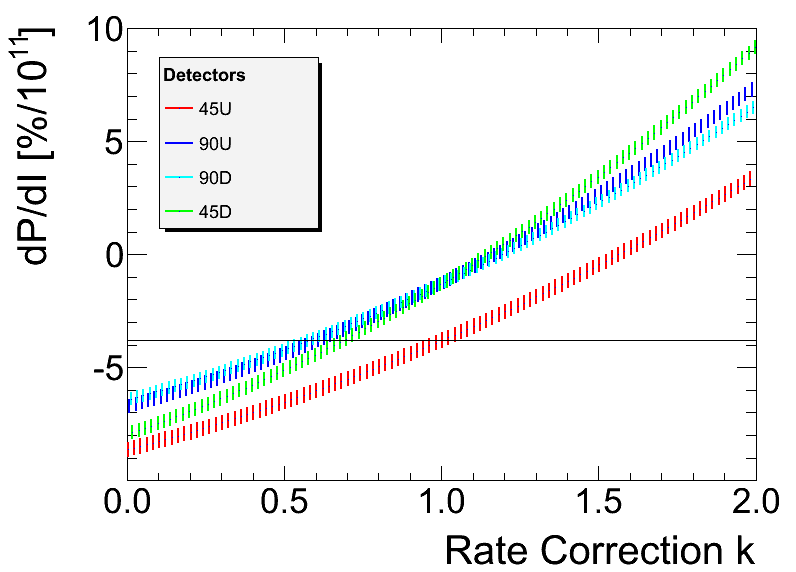 dP/dI [%/10¹¹]
10
5
0
-5
Detectors
45U
90U
90D
45D
0.0 0.5 1.0 1.5 2.0
Rate Correction k